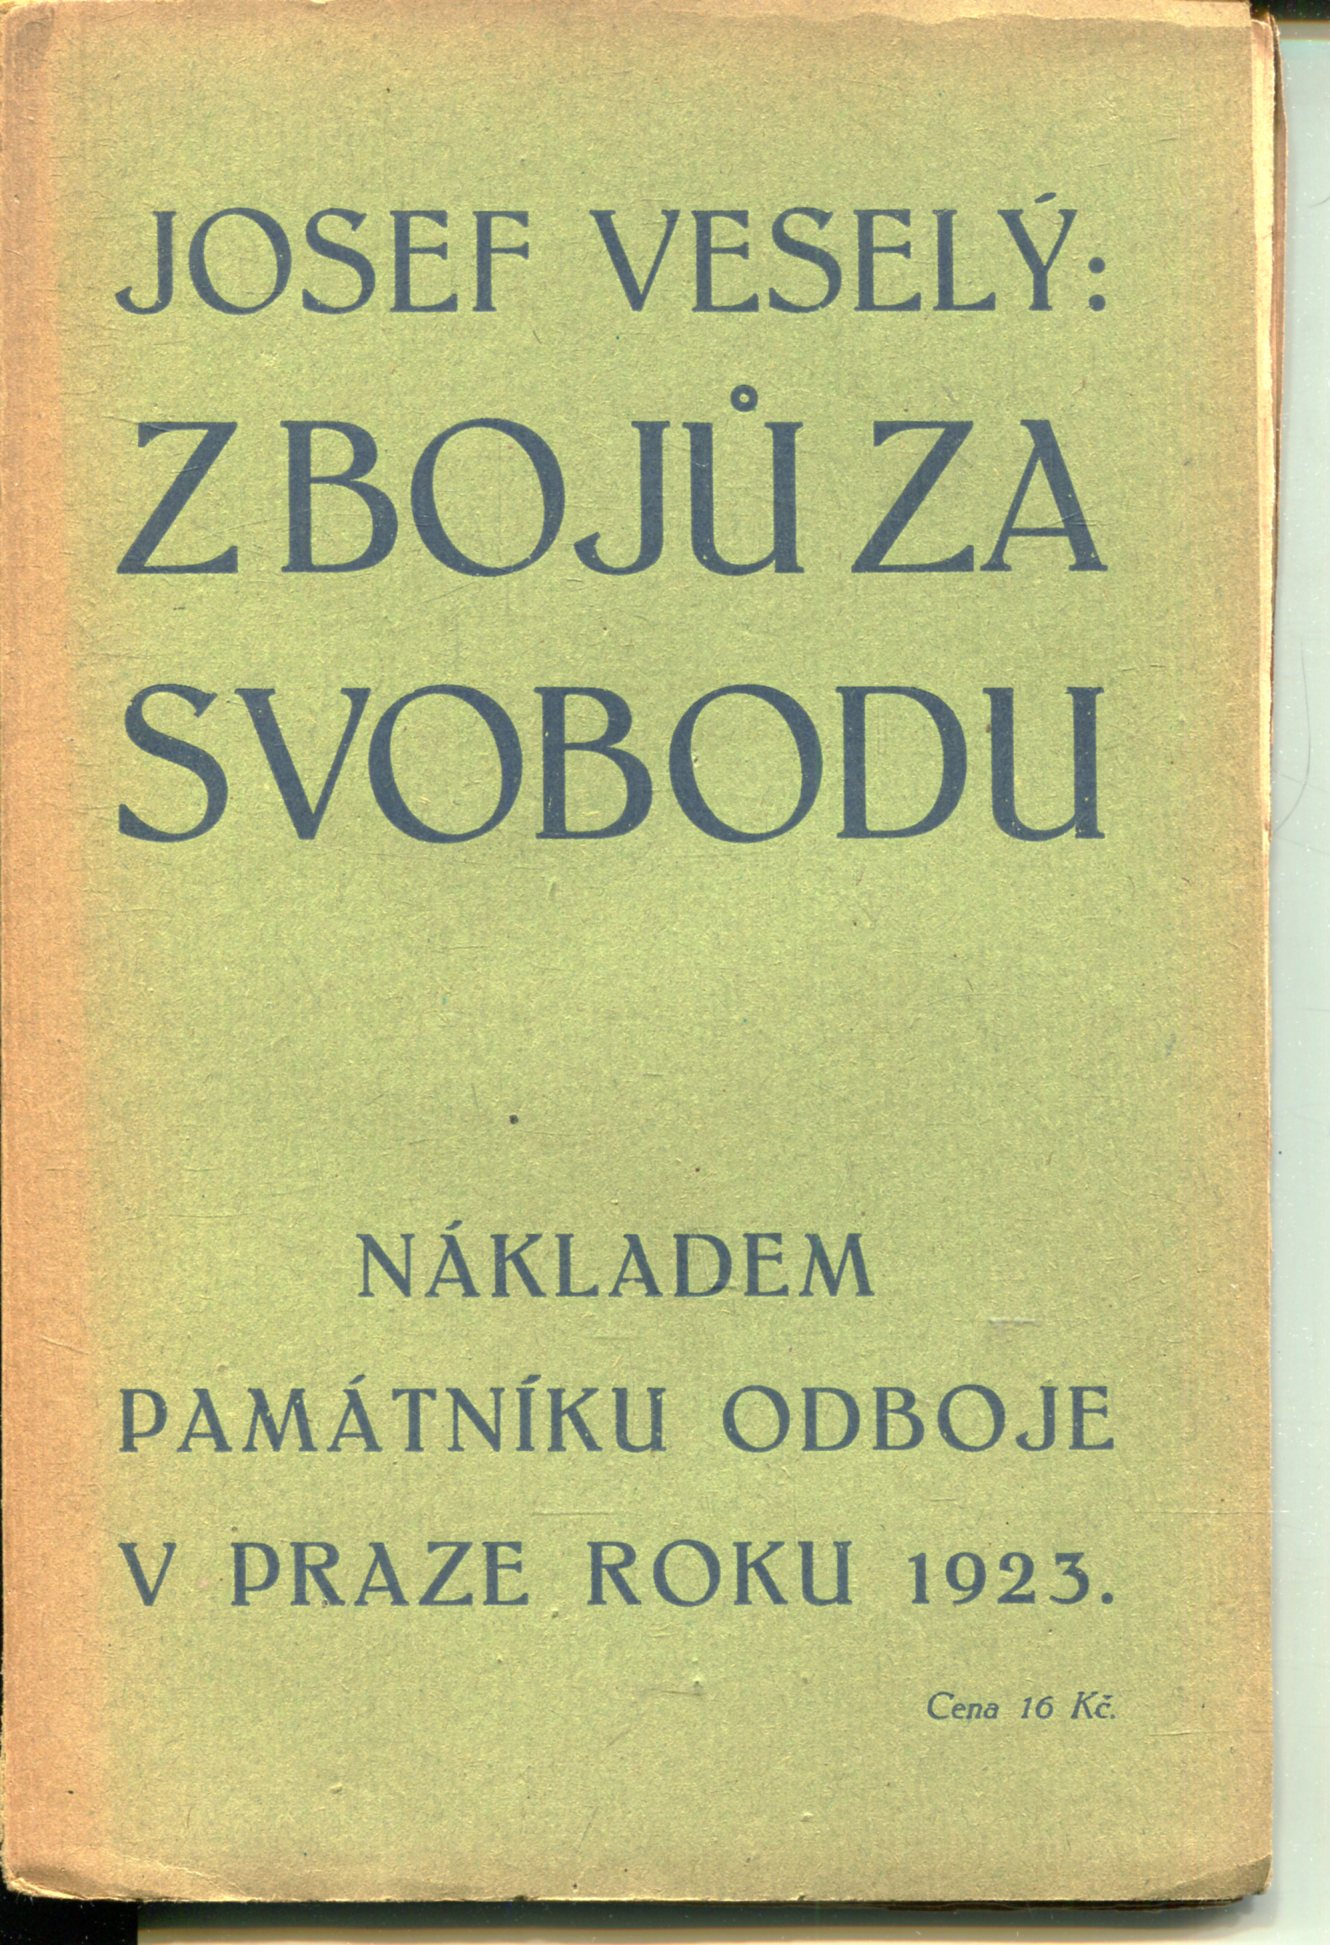 JOSEF VESELÝ:
Z BOJŮ ZA
SVOBODU
NÁKLADEM
PAMÁTNÍKU ODBOJE
V PRAZE ROKU 1923.
Cena 16 Kč.